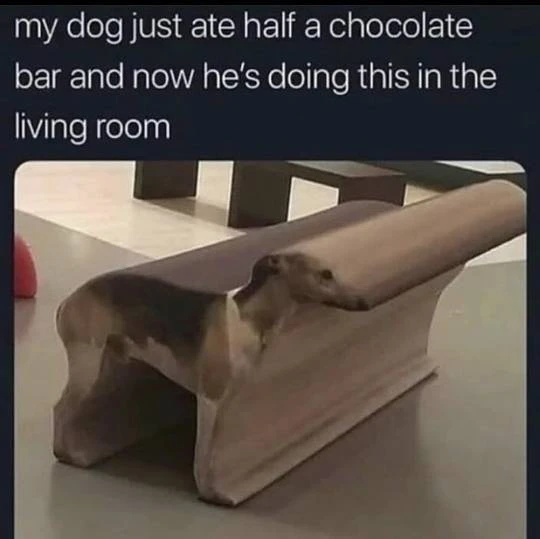 my dog just ate half a chocolate
bar and now he's doing this in the
living room